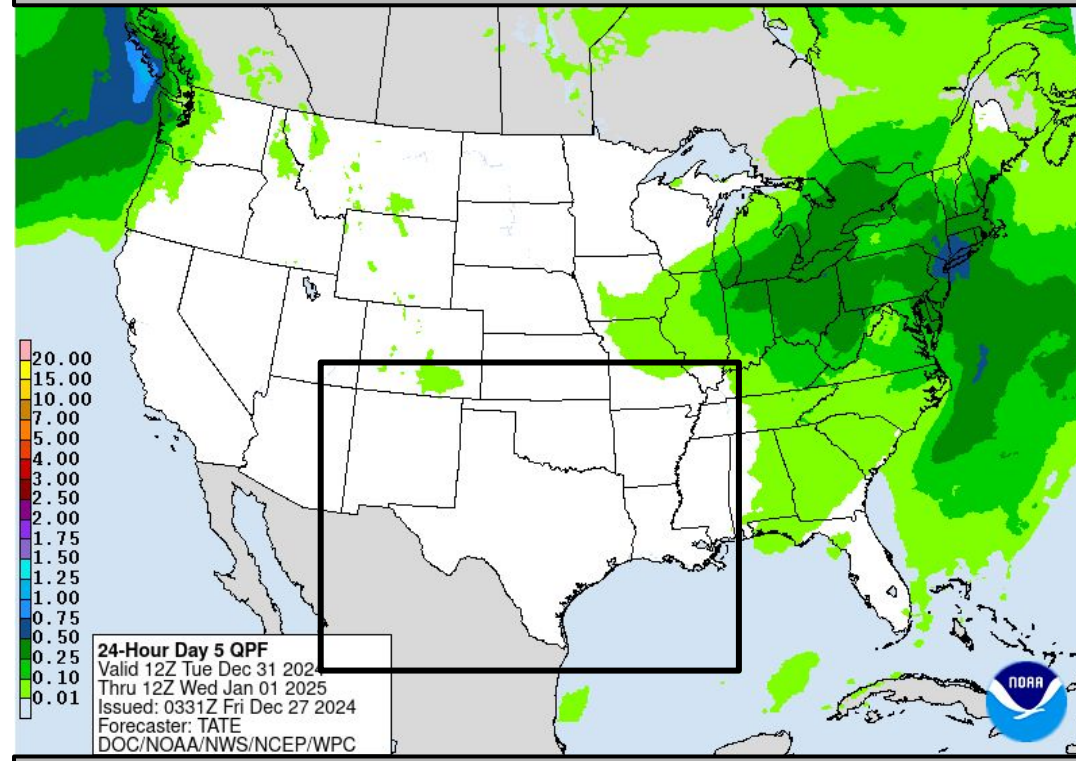 20.00
15.00
10.00
7.00
5.00
4.00
3.00
2.50
2.00
1.75
1.50
1.25
1.00
0.75
0.50
0.25
0.10
0.01
24-Hour Day 5 QPF
Valid 12Z Tue Dec 31 2024
Thru 12Z Wed Jan 01 2025
Issued: 0331Z Fri Dec 27 2024
Forecaster: TATE
DOC/NOAA/NWS/NCEP/WPC
NOAA